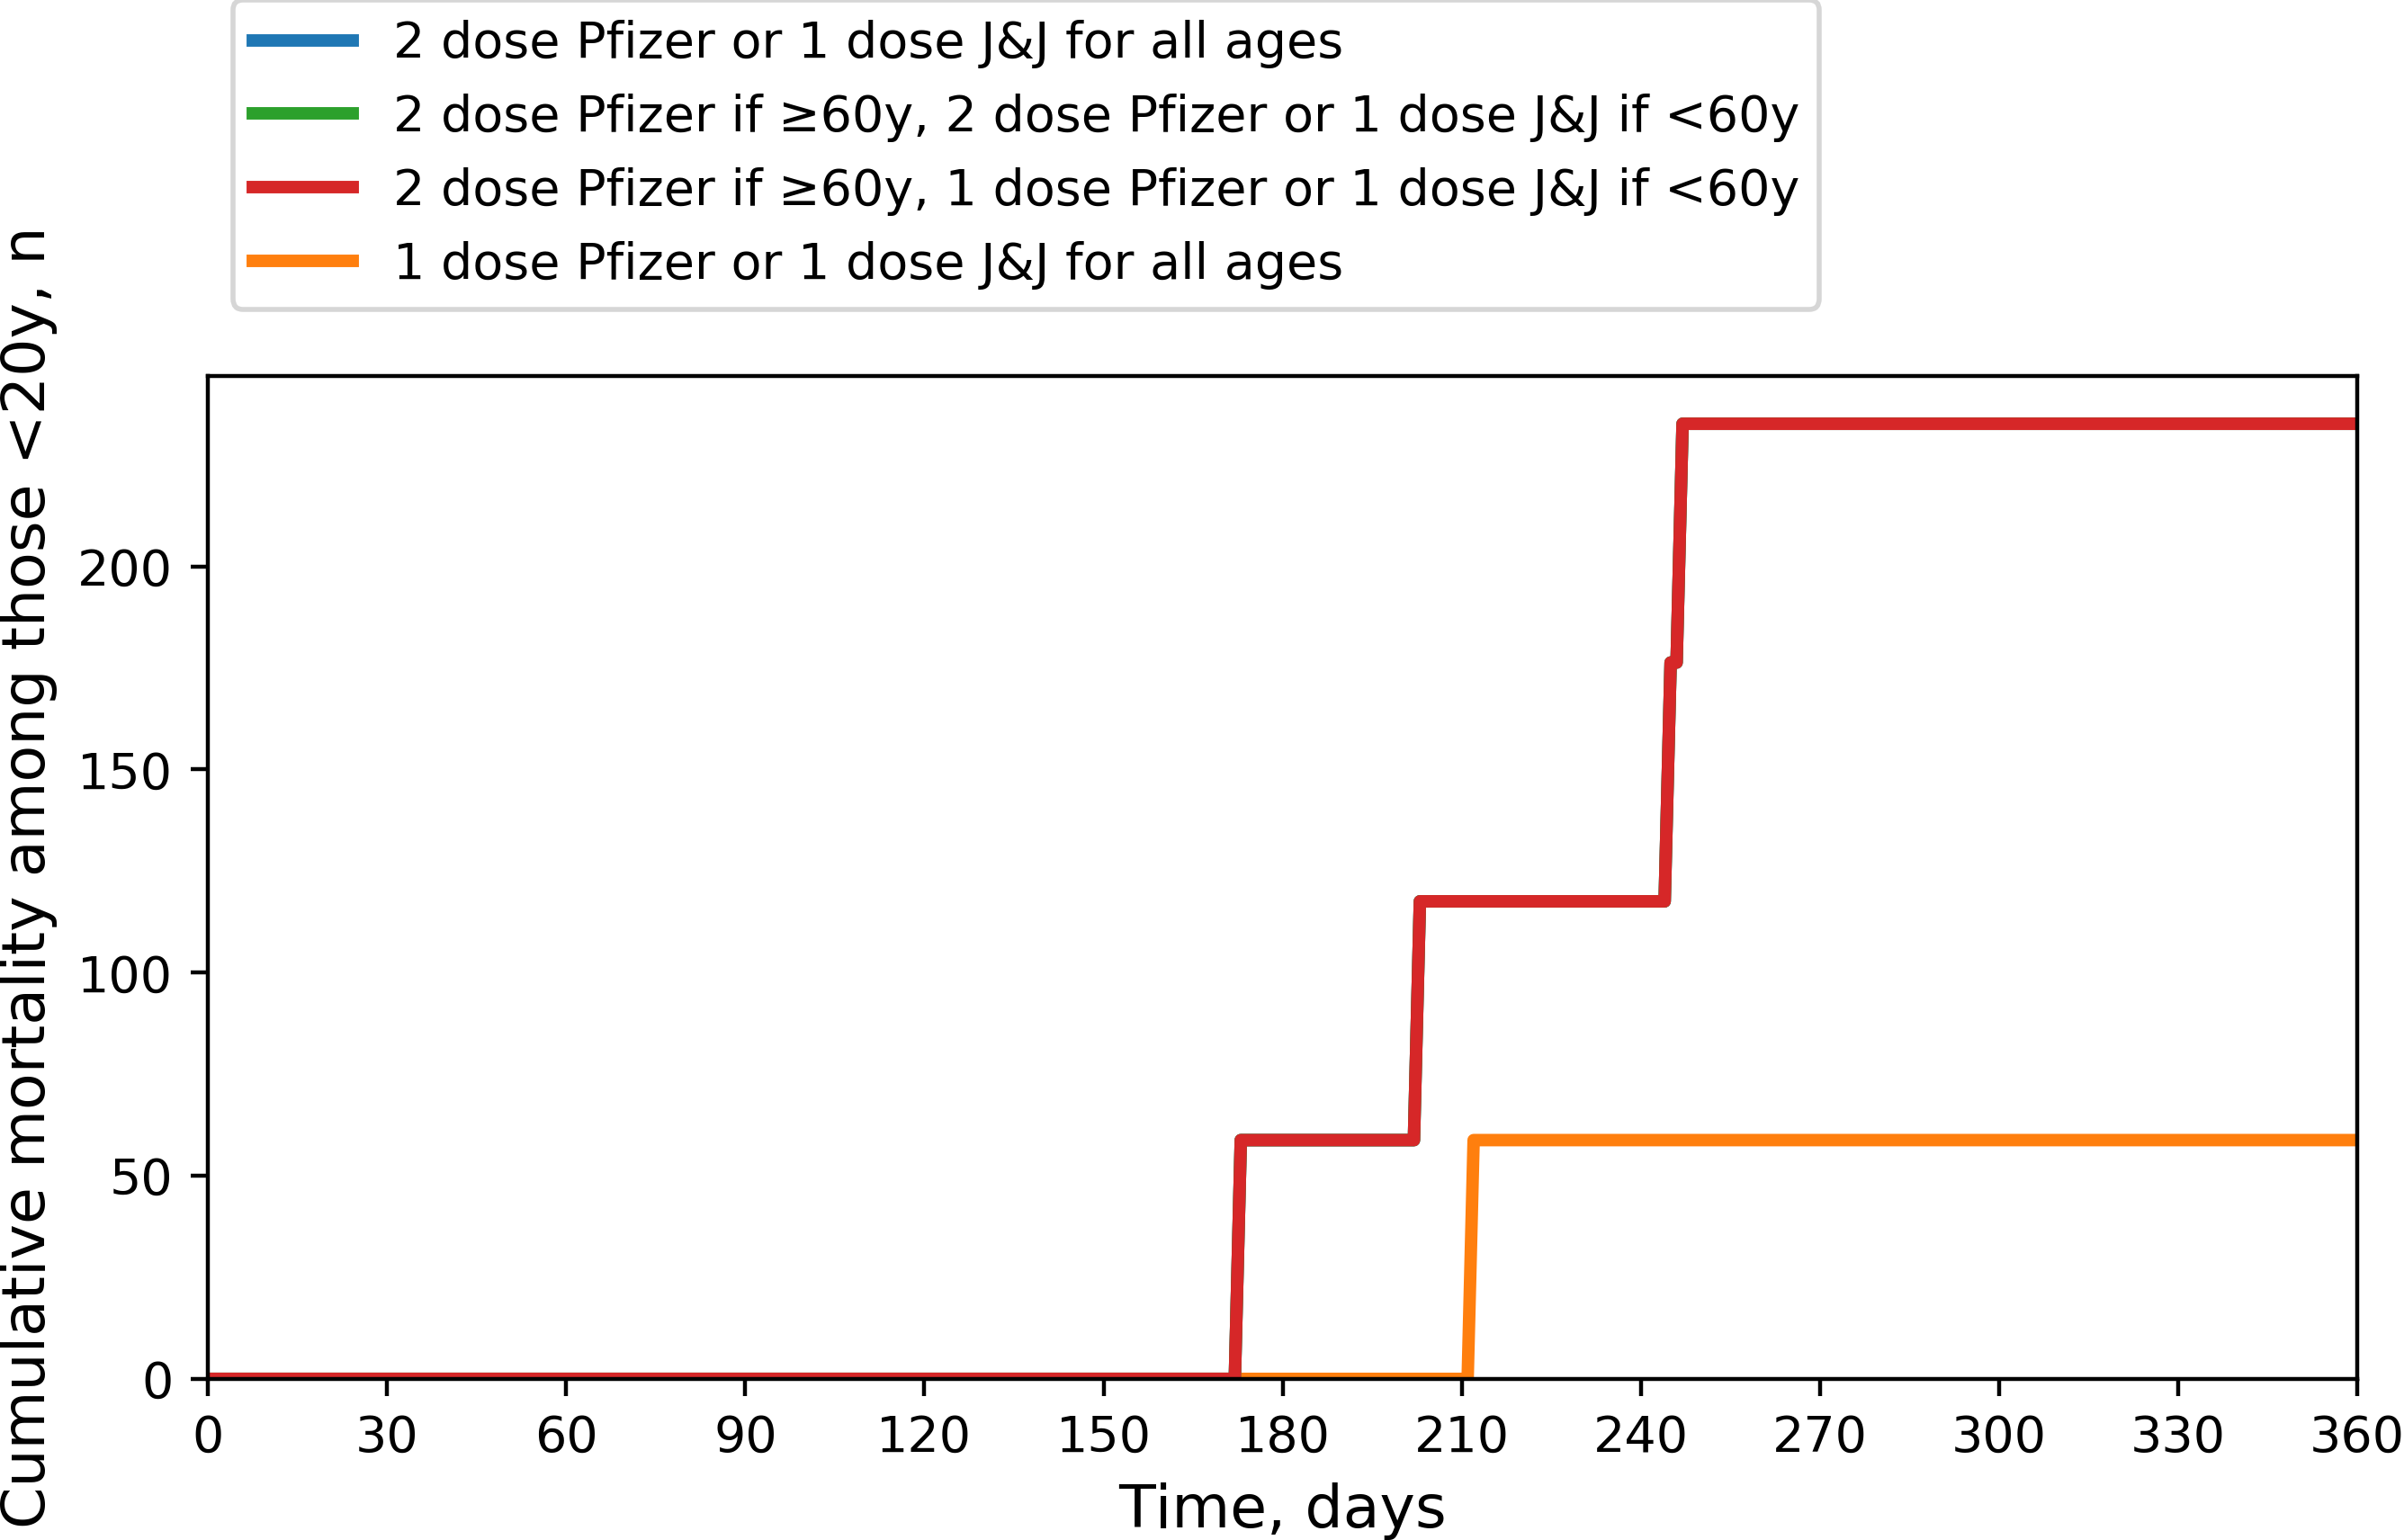 2 dose Pfizer or 1 dose J&J for all ages
2 dose Pfizer if ≥60y, 2 dose Pfizer or 1 dose J&J if <60y
2 dose Pfizer if ≥60y, 1 dose Pfizer or 1 dose J&J if <60y
1 dose Pfizer or 1 dose J&J for all ages
Cumulative mortality among those <20y, n
200
150
100
50
0
0 30 60 90 120 150 180 210 240 270 300 330 360
Time, days